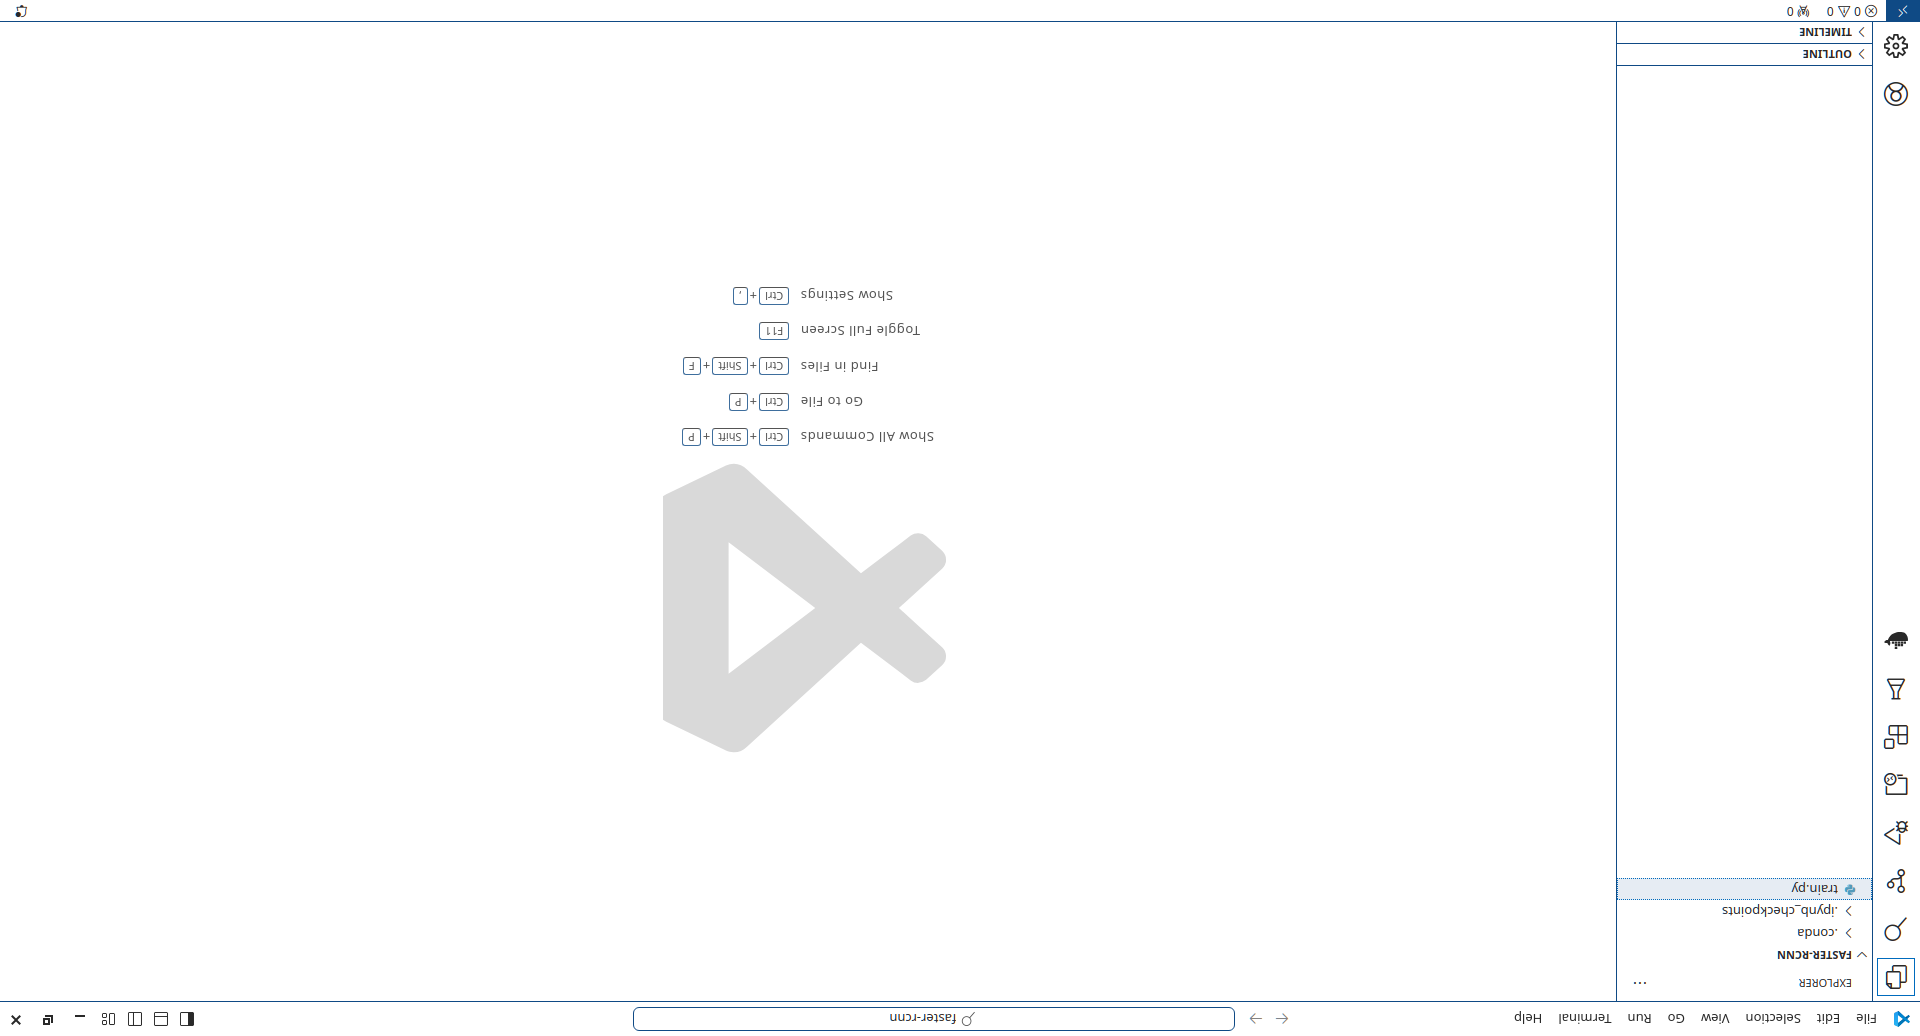 File Edit Selection View Go Run Terminal Help
faster-rcnn
EXPLORER
FASTER-RCNN
.conda
.ipynb_checkpoints
train.py
Show All Commands Ctrl + Shift + P
Go to File Ctrl + P
Find in Files Ctrl + Shift + F
Toggle Full Screen F11
Show Settings Ctrl + ,
OUTLINE
TIMELINE
0 0 0